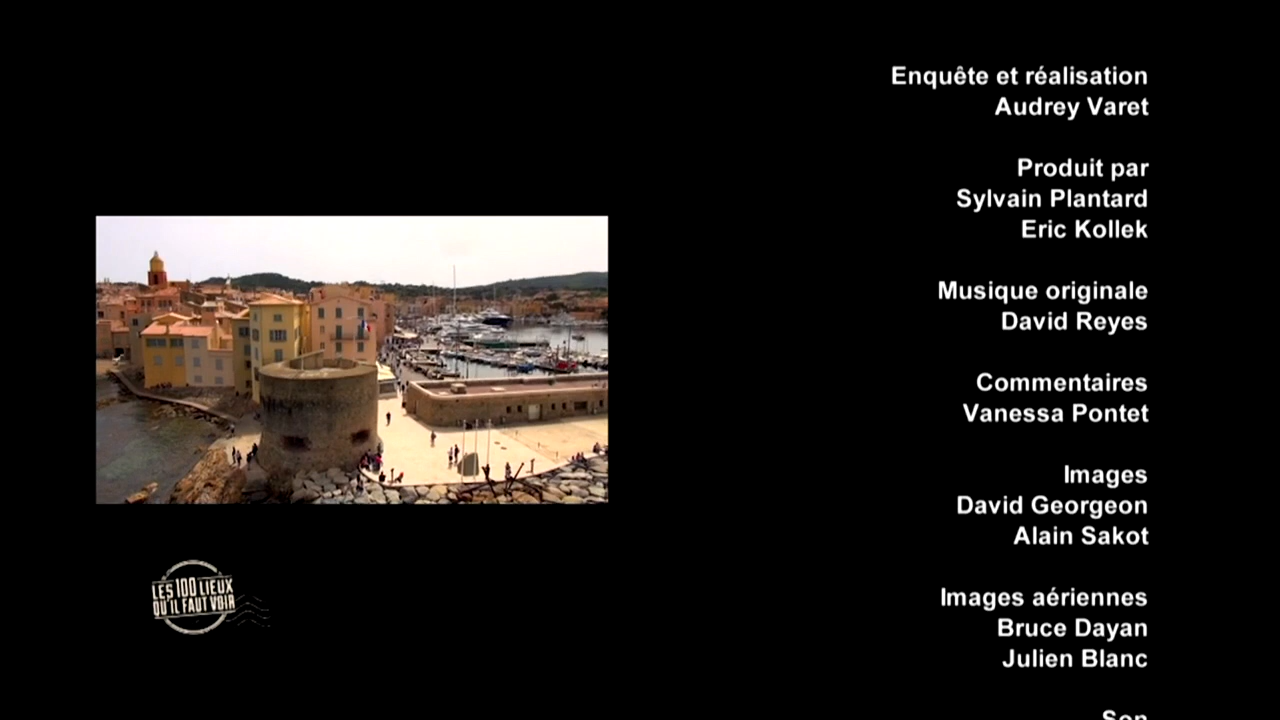 Enquête et réalisation
Audrey Varet
Produit par
Sylvain Plantard
Eric Kollek
Musique originale
David Reyes
Commentaires
Vanessa Pontet
Images
David Georgeon
Alain Sakot
Images aériennes
Bruce Dayan
Julien Blanc
Son
LES 100 LIEUX
QU'IL FAUT VOIR